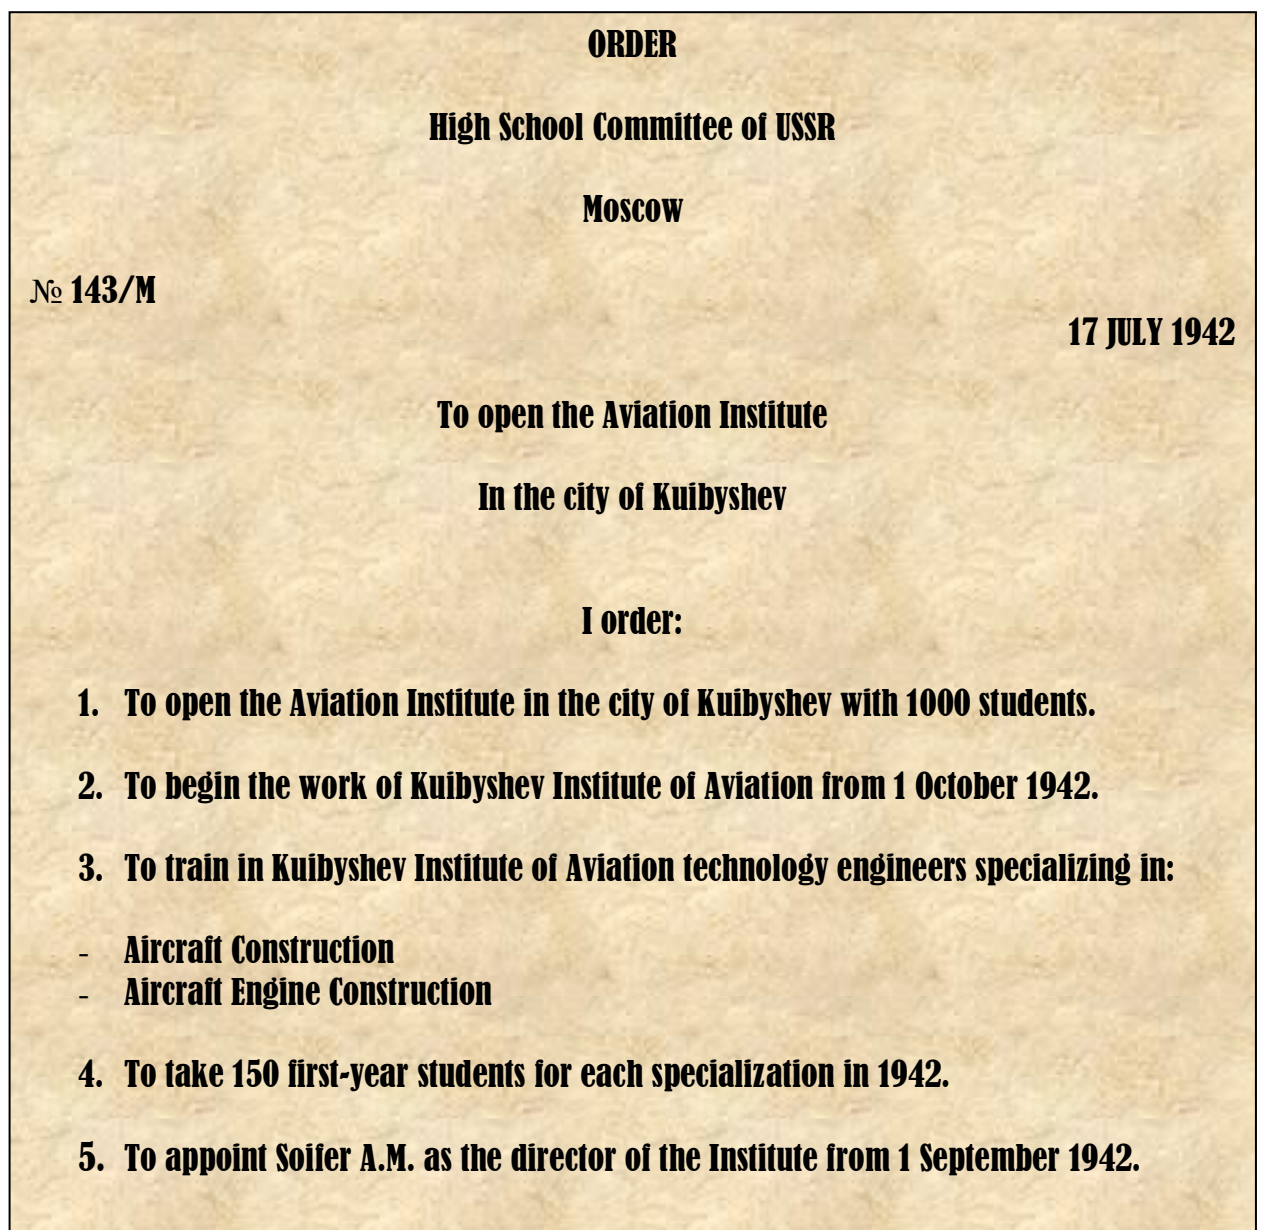 ORDER
High School Committee of USSR
Moscow
№ 143/M
17 JULY 1942
To open the Aviation Institute
In the city of Kuibyshev
I order:
1. To open the Aviation Institute in the city of Kuibyshev with 1000 students.
2. To begin the work of Kuibyshev Institute of Aviation from 1 October 1942.
3. To train in Kuibyshev Institute of Aviation technology engineers specializing in:
- Aircraft Construction
- Aircraft Engine Construction
4. To take 150 first-year students for each specialization in 1942.
5. To appoint Soifer A.M. as the director of the Institute from 1 September 1942.